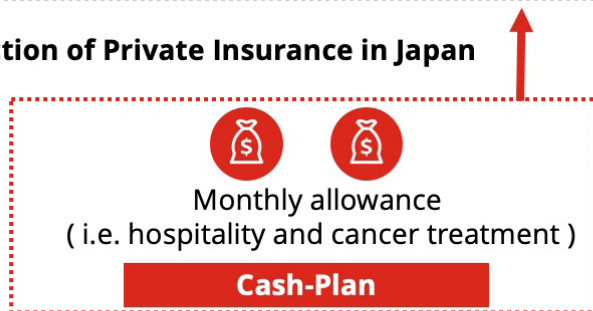 tion of Private Insurance in Japan
$ $
Monthly allowance
( i.e. hospitality and cancer treatment )
Cash-Plan